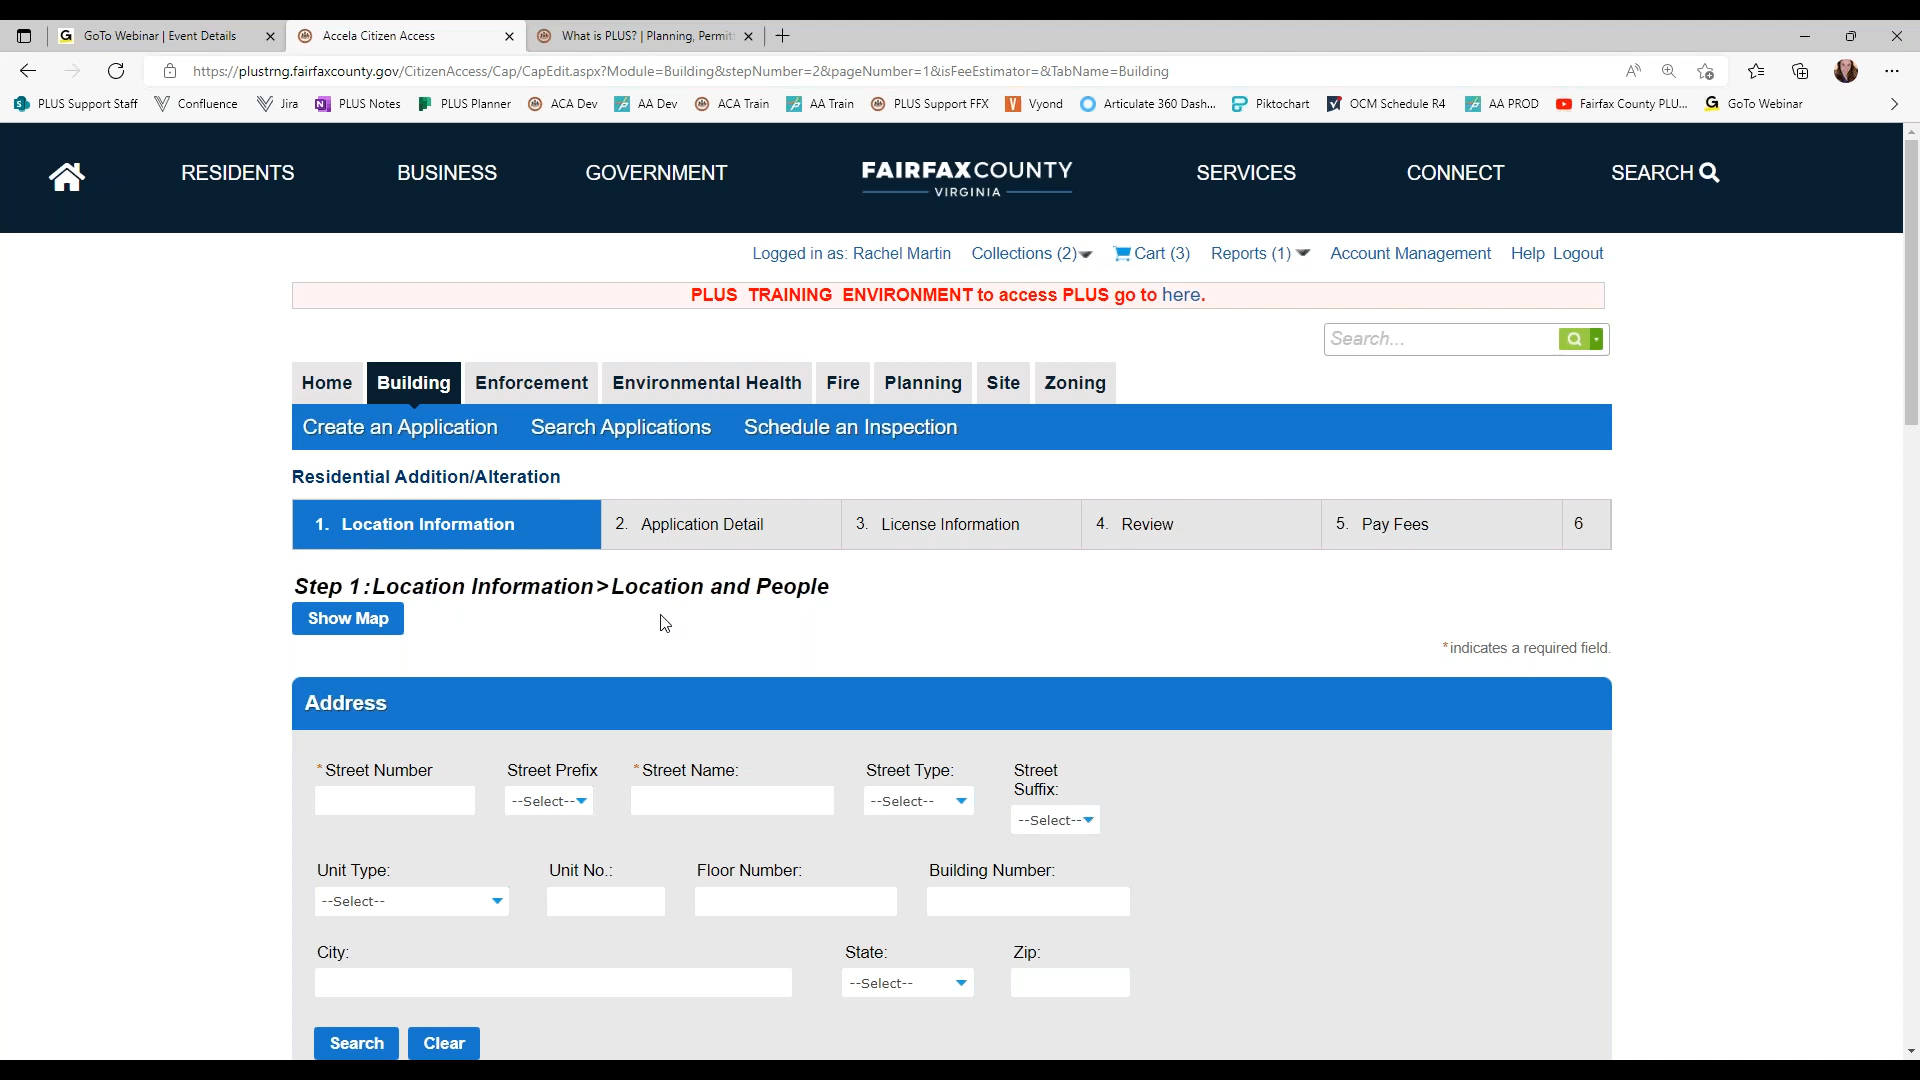 GoTo Webinar | Event Details
Accela Citizen Access
What is PLUS? | Planning, Permit
https://plustrng.fairfaxcounty.gov/CitizenAccess/Cap/CapEdit.aspx?Module=Building&stepNumber=2&pageNumber=1&isFeeEstimator=&TabName=Building
PLUS Support Staff Confluence Jira PLUS Notes PLUS Planner ACA Dev AA Dev ACA Train AA Train PLUS Support FFX Vyond Articulate 360 Dash... Piktochart OCM Schedule R4 AA PROD Fairfax County PLU... GoTo Webinar
RESIDENTS BUSINESS GOVERNMENT FAIRFAX COUNTY SERVICES CONNECT SEARCH
VIRGINIA
Logged in as: Rachel Martin Collections (2) Cart (3) Reports (1) Account Management Help Logout
PLUS TRAINING ENVIRONMENT to access PLUS go to here.
Search...
Home Building Enforcement Environmental Health Fire Planning Site Zoning
Create an Application Search Applications Schedule an Inspection
Residential Addition/Alteration
1. Location Information 2. Application Detail 3. License Information 4. Review 5. Pay Fees 6
Step 1:Location Information>Location and People
Show Map
*indicates a required field.
Address
*Street Number Street Prefix *Street Name: Street Type: Street
Suffix:
--Select-- --Select--
--Select--
Unit Type: Unit No.: Floor Number: Building Number:
--Select--
City: State: Zip:
--Select--
Search Clear